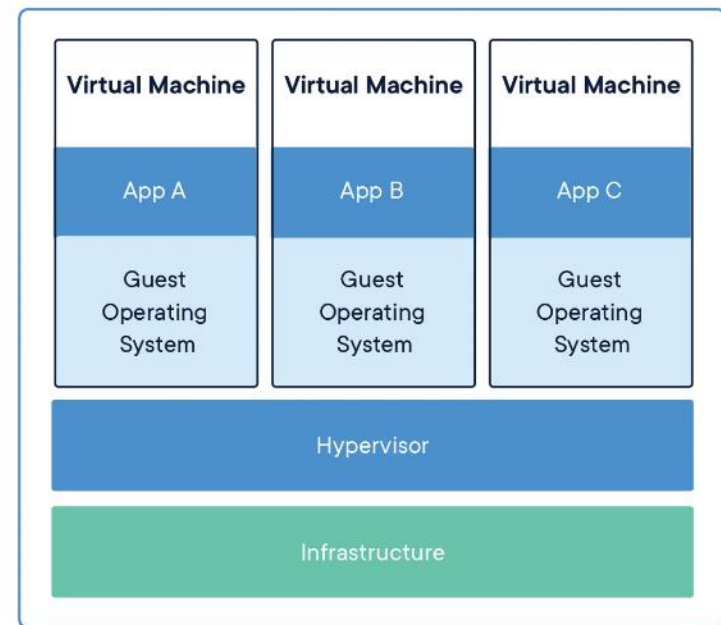 Virtual Machine
App A
Guest
Operating
System
Virtual Machine
App B
Guest
Operating
System
Virtual Machine
App C
Guest
Operating
System
Hypervisor
Infrastructure